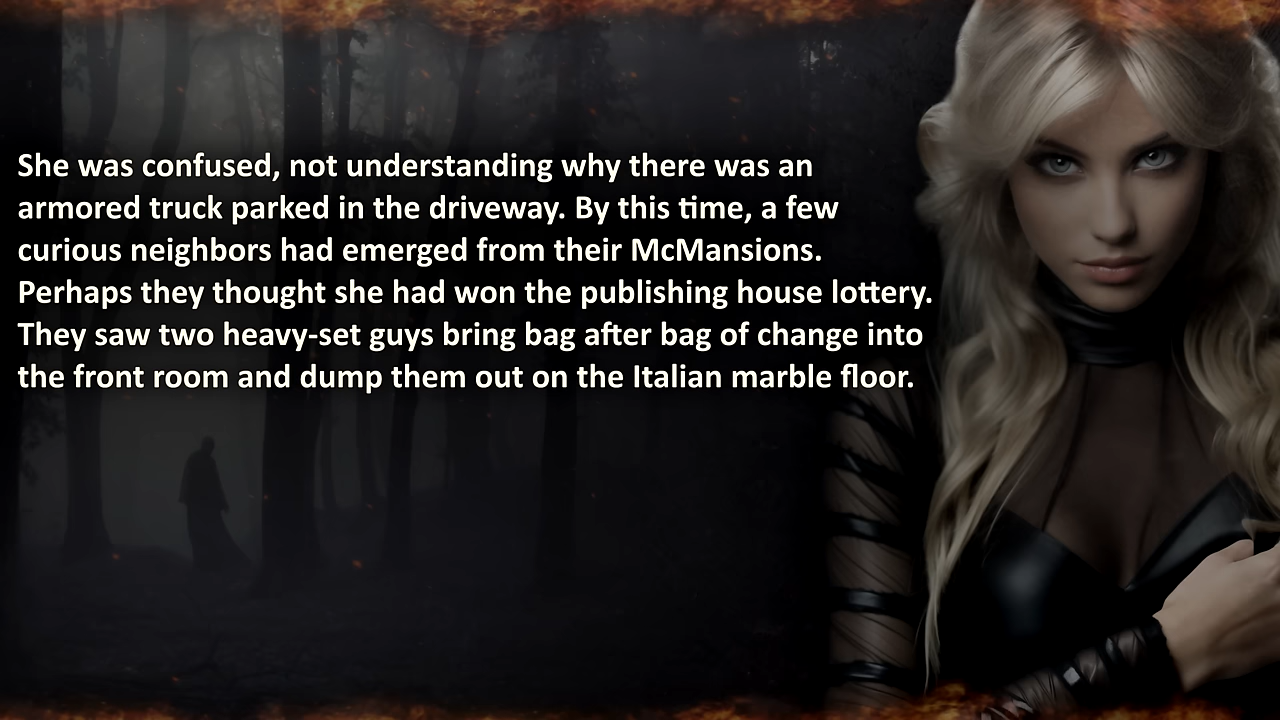 She was confused, not understanding why there was an
armored truck parked in the driveway. By this time, a few
curious neighbors had emerged from their McMansions.
Perhaps they thought she had won the publishing house lottery.
They saw two heavy-set guys bring bag after bag of change into
the front room and dump them out on the Italian marble floor.